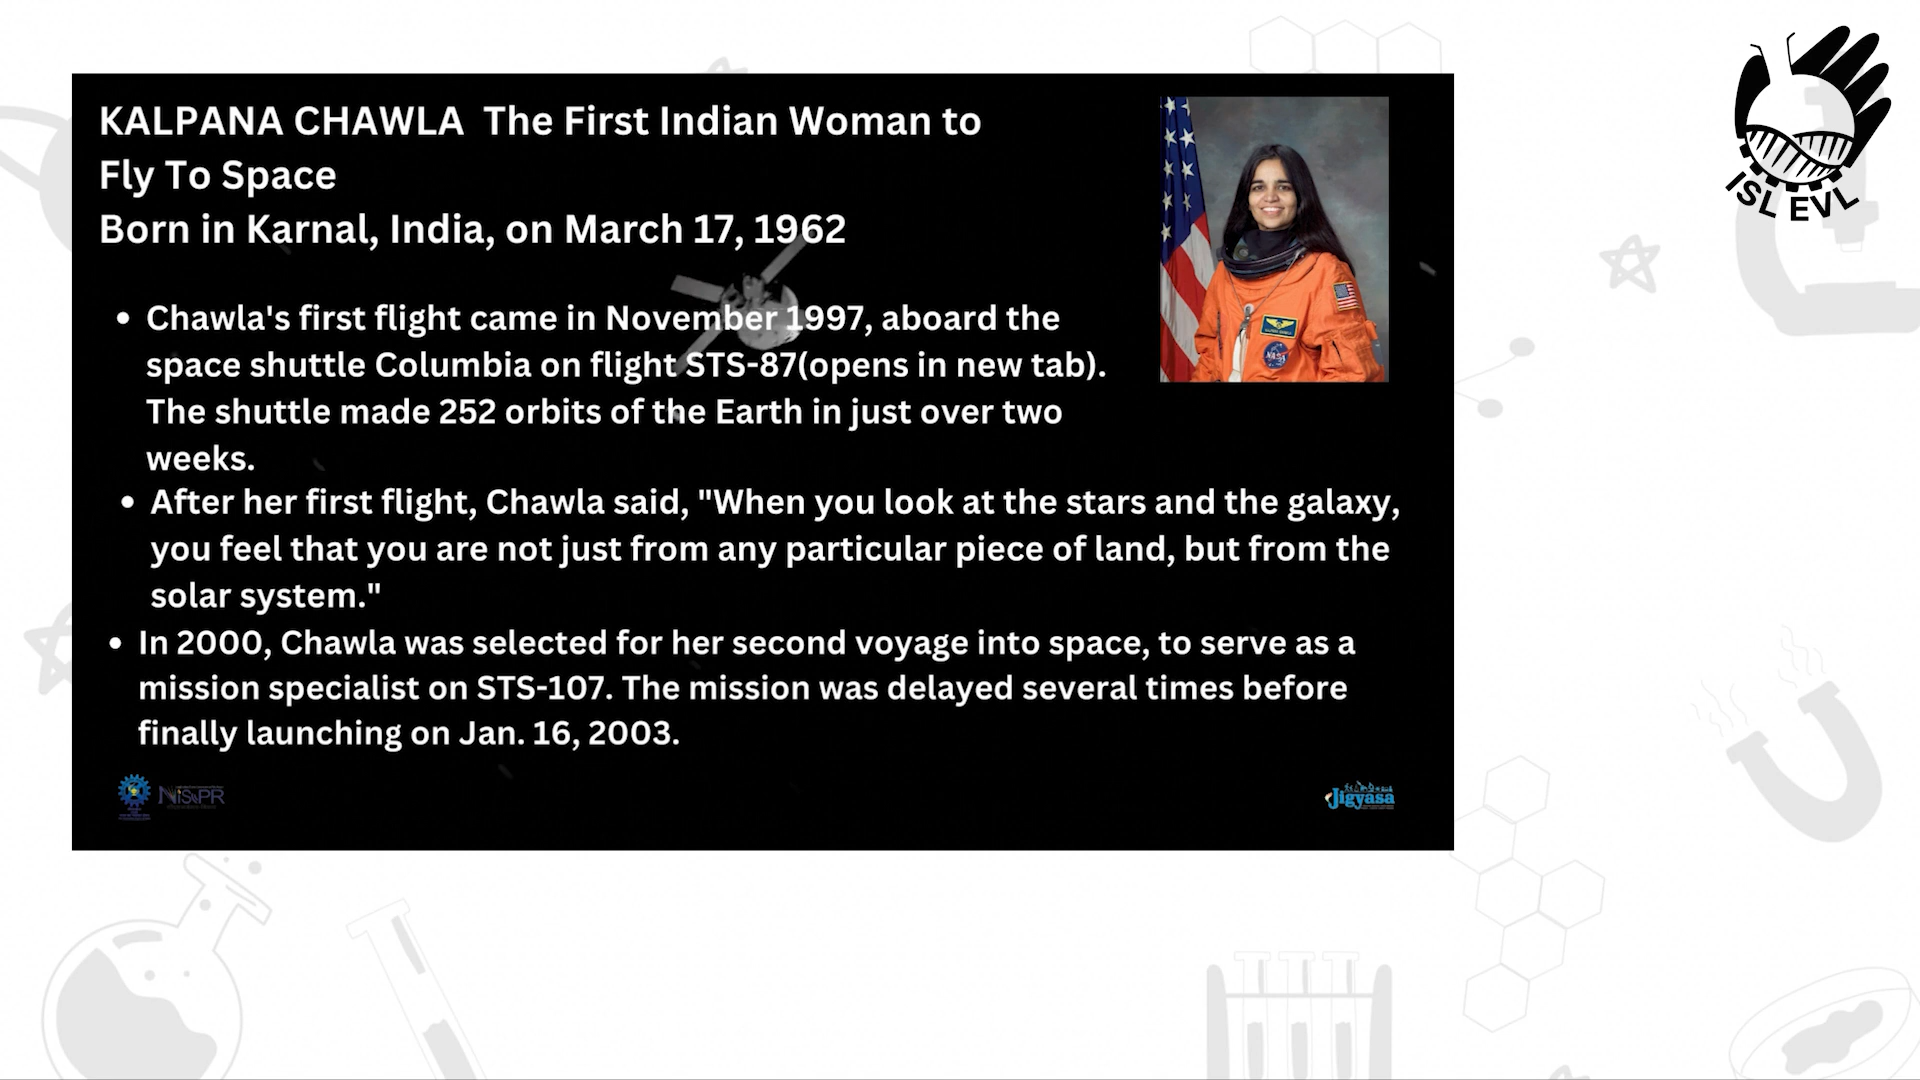 KALPANA CHAWLA The First Indian Woman to
Fly To Space
Born in Karnal, India, on March 17, 1962
• Chawla's first flight came in November 1997, aboard the
space shuttle Columbia on flight STS-87(opens in new tab).
The shuttle made 252 orbits of the Earth in just over two
weeks.
• After her first flight, Chawla said, "When you look at the stars and the galaxy,
you feel that you are not just from any particular piece of land, but from the
solar system."
• In 2000, Chawla was selected for her second voyage into space, to serve as a
mission specialist on STS-107. The mission was delayed several times before
finally launching on Jan. 16, 2003.
NIScPR
Jigyasa
ISL EVL
NASA